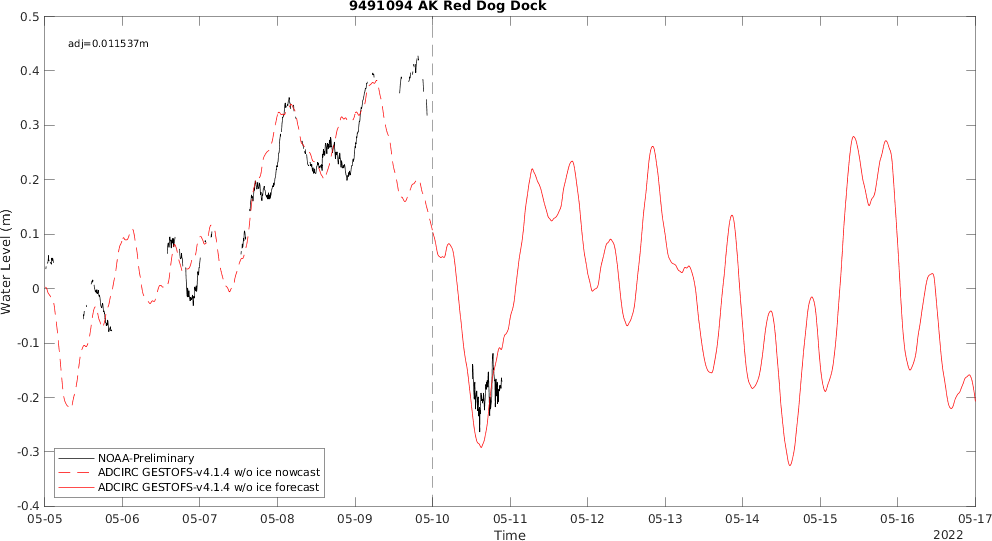 9491094 AK Red Dog Dock
adj=0.011537m
0.5
0.4
0.3
0.2
0.1
0
-0.1
-0.2
-0.3
-0.4
Water Level (m)
NOAA-Preliminary
ADCIRC GESTOFS-v4.1.4 w/o ice nowcast
ADCIRC GESTOFS-v4.1.4 w/o ice forecast
05-05 05-06 05-07 05-08 05-09 05-10 05-11 05-12 05-13 05-14 05-15 05-16 05-17
Time
2022